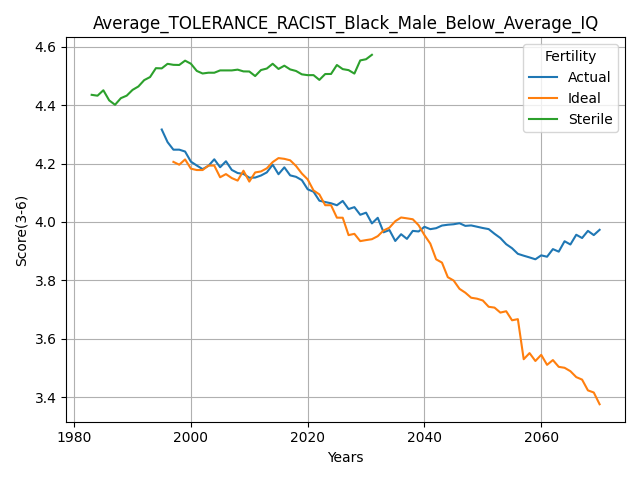 Average_TOLERANCE_RACIST_Black_Male_Below_Average_IQ
Fertility
Actual
Ideal
Sterile
Score(3-6)
4.6
4.4
4.2
4.0
3.8
3.6
3.4
1980
2000
2020
2040
2060
Years